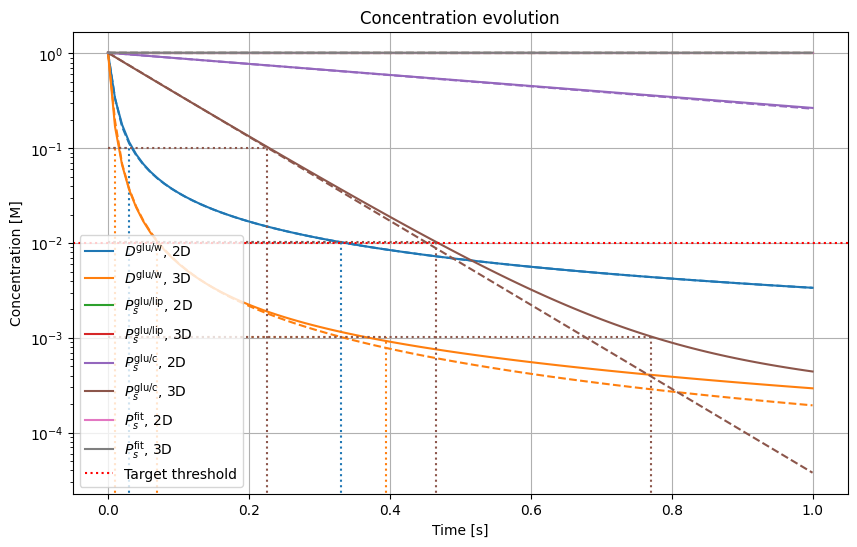 Concentration evolution
Concentration [M]
10⁰
10⁻¹
10⁻²
10⁻³
10⁻⁴
D^glu/w, 2D
D^glu/w, 3D
P_s^glu/lip, 2D
P_s^glu/lip, 3D
P_s^glu/c, 2D
P_s^glu/c, 3D
P_s^fit, 2D
P_s^fit, 3D
Target threshold
0.0 0.2 0.4 0.6 0.8 1.0
Time [s]